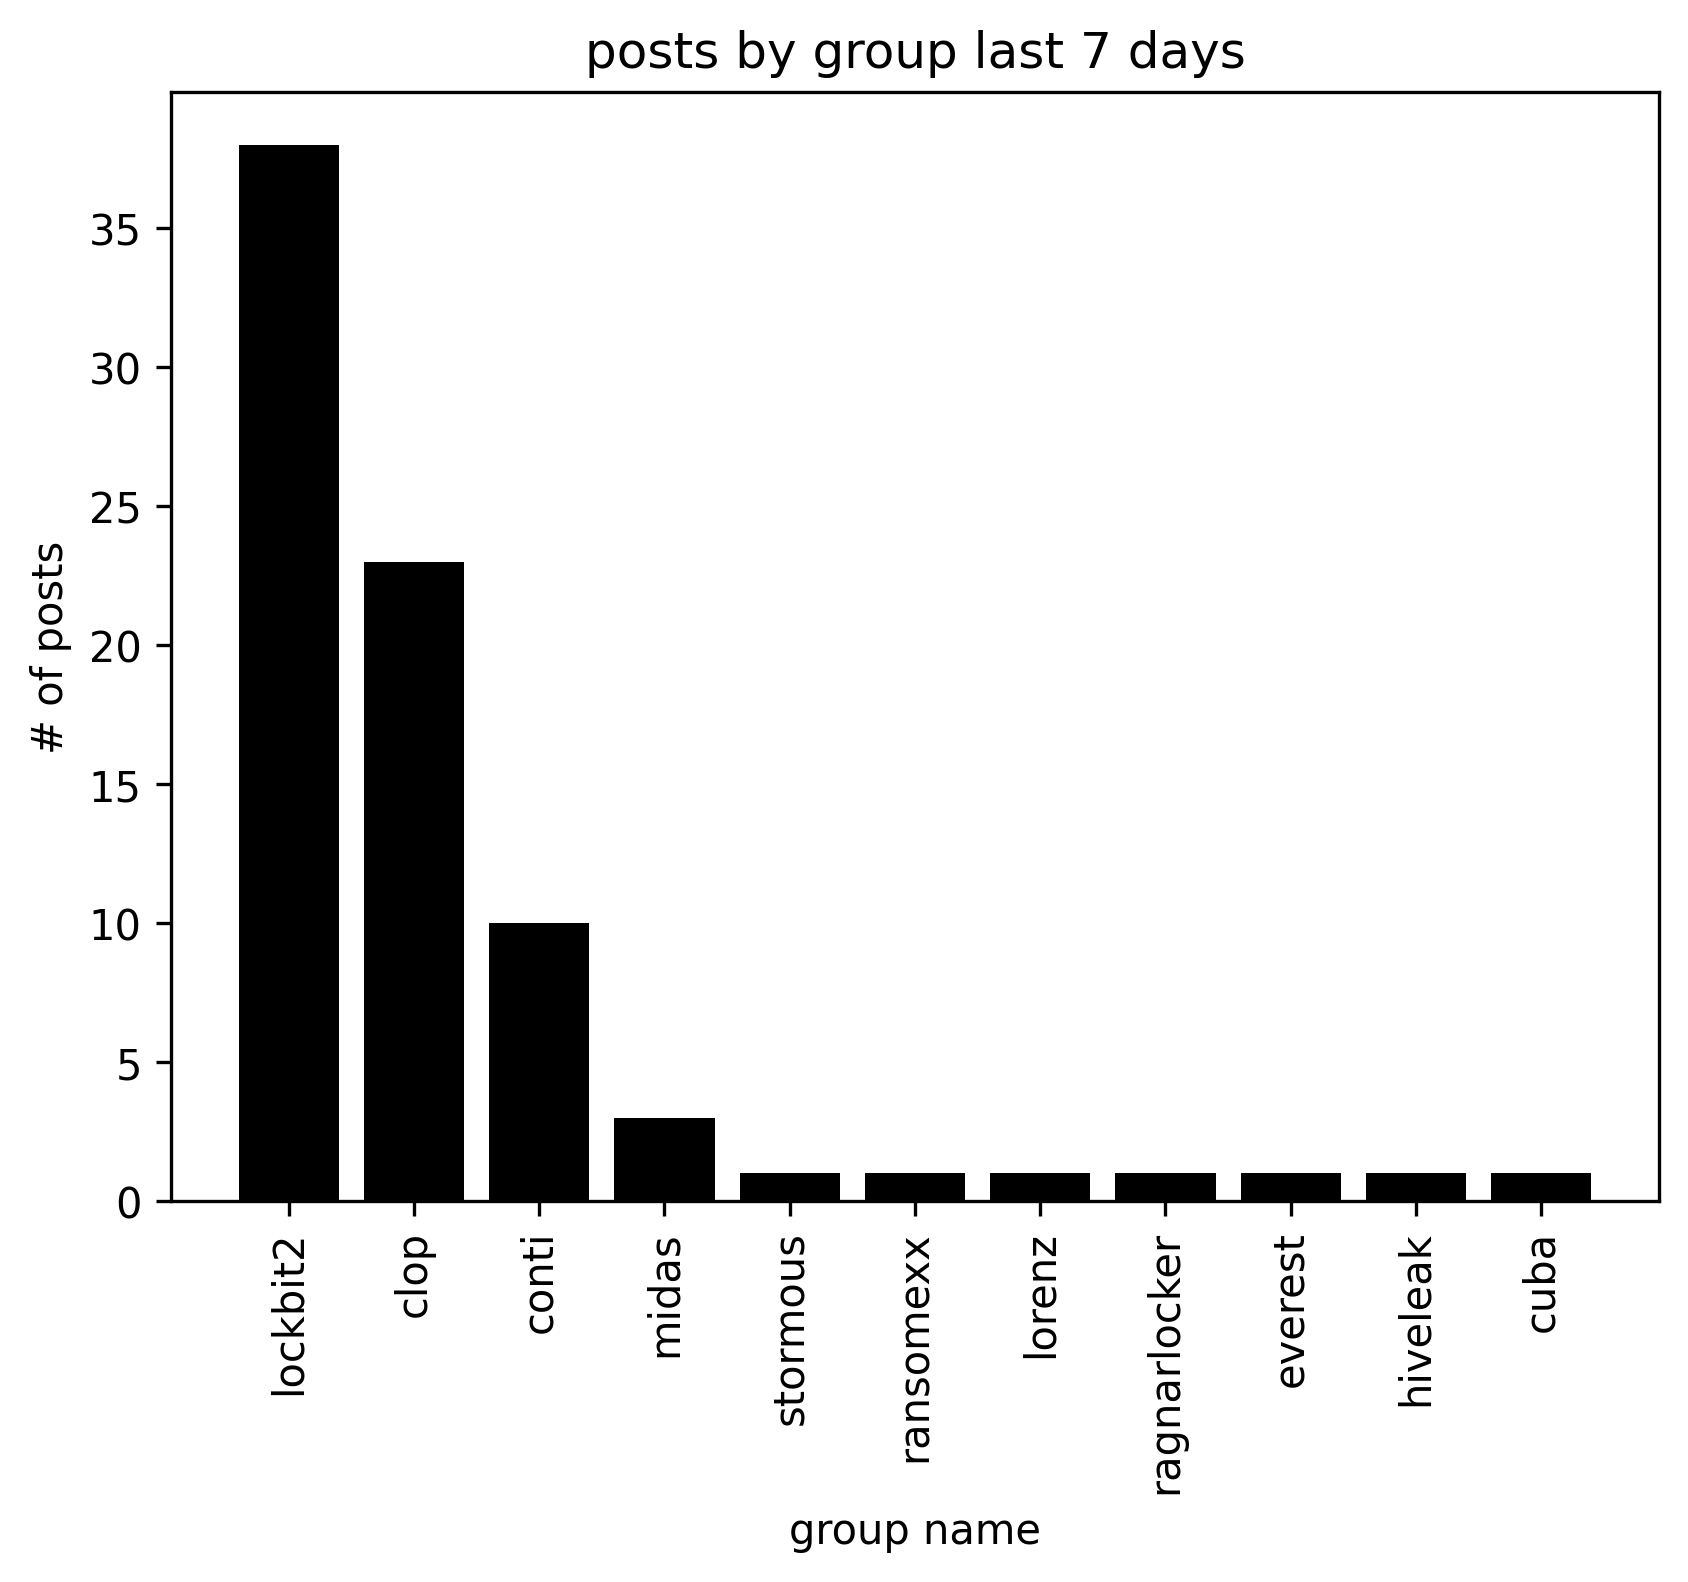 posts by group last 7 days
# of posts
35
30
25
20
15
10
5
0
lockbit2
clop
conti
midas
stormous
ransomexx
lorenz
ragnarlocker
everest
hiveleak
cuba
group name